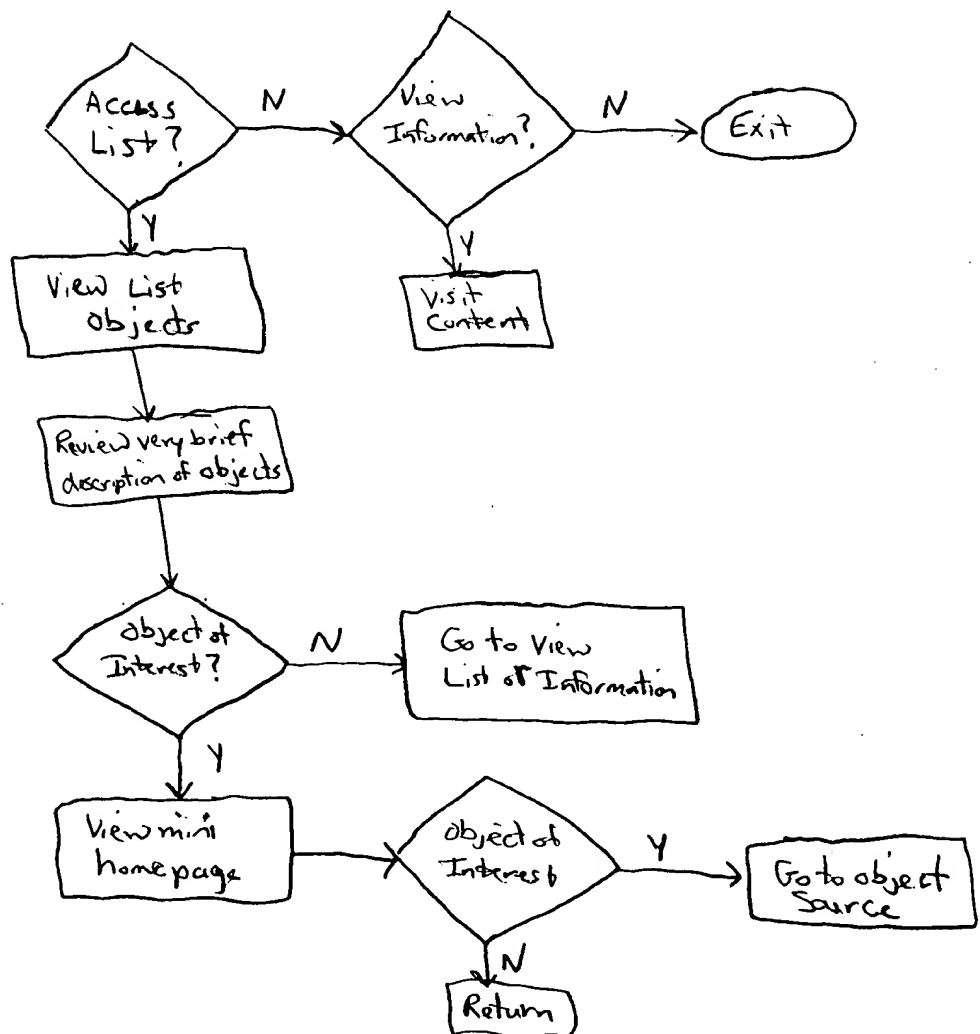 Access
List?
N
View
Information?
N
Exit
Y
View List
Objects
Y
Visit
Content
Review very brief
description of objects
Object of
Interest?
N
Go to View
List or Information
Y
View mini
homepage
Object of
Interest
Y
Go to object
Source
N
Return